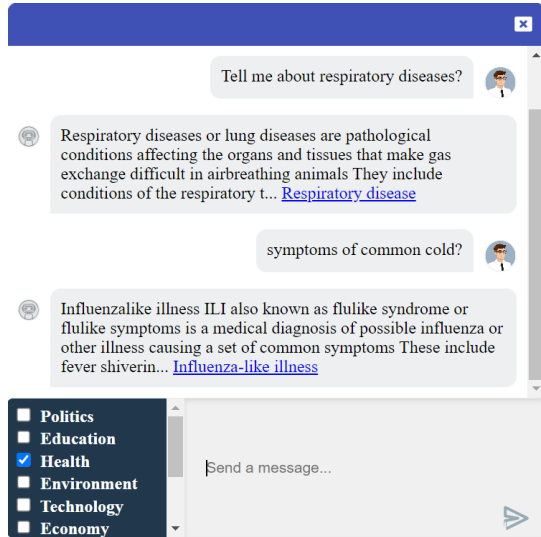 Tell me about respiratory diseases?
Respiratory diseases or lung diseases are pathological
conditions affecting the organs and tissues that make gas
exchange difficult in airbreathing animals They include
conditions of the respiratory t... Respiratory disease
symptoms of common cold?
Influenzalike illness ILI also known as flulike syndrome or
flulike symptoms is a medical diagnosis of possible influenza or
other illness causing a set of common symptoms These include
fever shiverin... Influenza-like illness
Politics
Education
Health
Environment
Technology
Economy
Send a message...